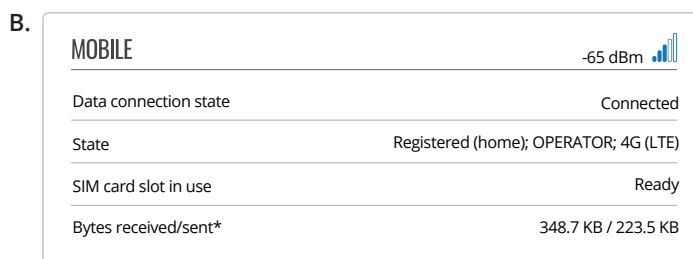 B.
MOBILE -65 dBm
Data connection state Connected
State Registered (home); OPERATOR; 4G (LTE)
SIM card slot in use Ready
Bytes received/sent* 348.7 KB / 223.5 KB